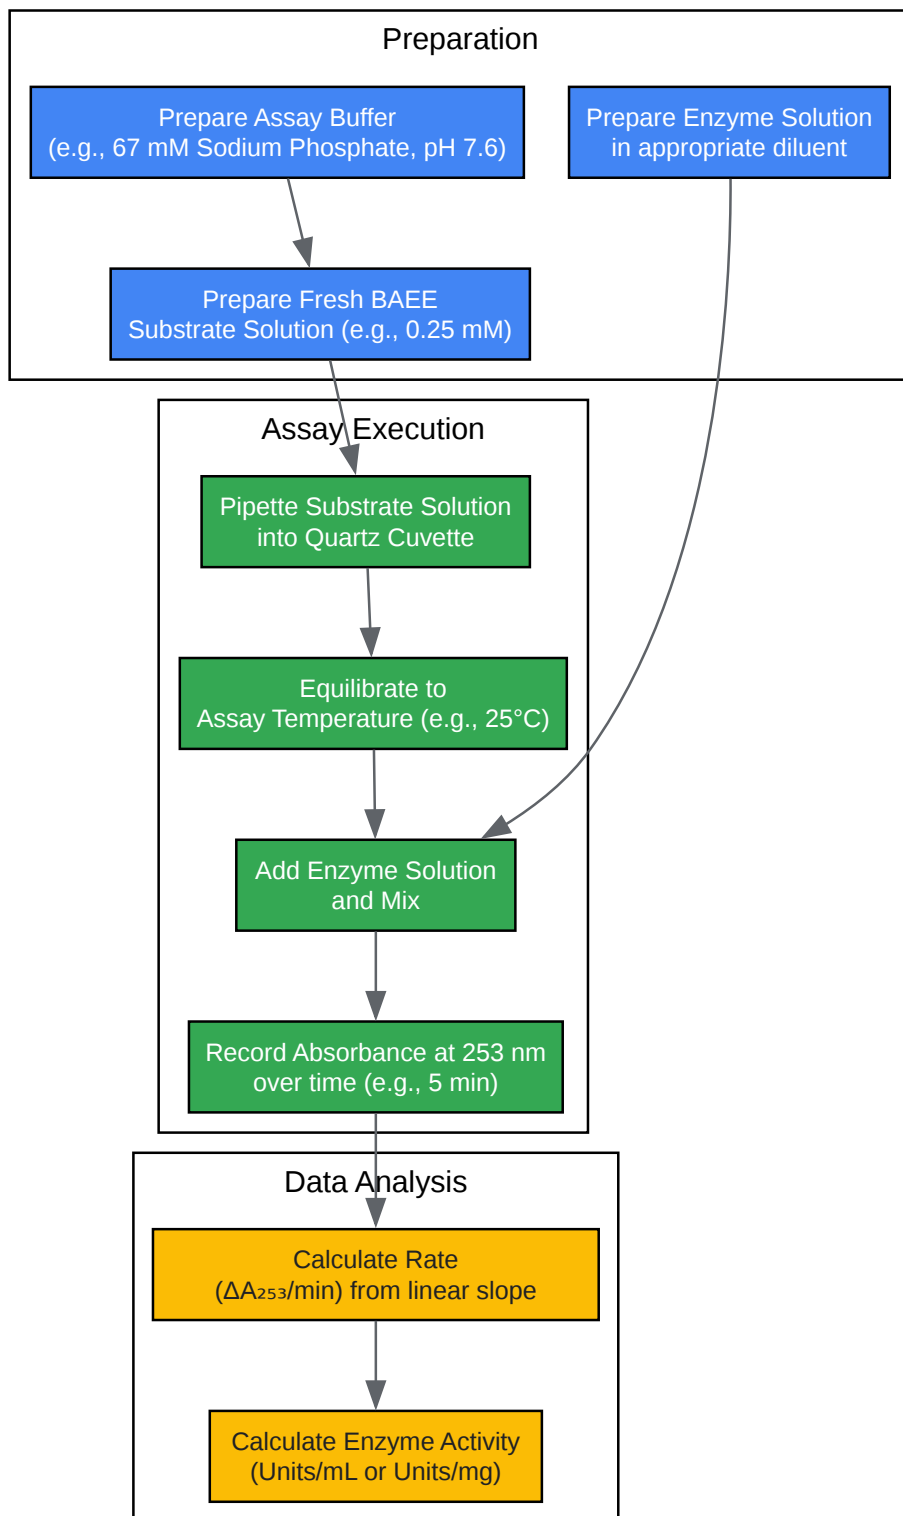 Preparation
Prepare Assay Buffer
(e.g., 67 mM Sodium Phosphate, pH 7.6)
Prepare Enzyme Solution
in appropriate diluent
Prepare Fresh BAEE
Substrate Solution (e.g., 0.25 mM)
Assay Execution
Pipette Substrate Solution
into Quartz Cuvette
Equilibrate to
Assay Temperature (e.g., 25°C)
Add Enzyme Solution
and Mix
Record Absorbance at 253 nm
over time (e.g., 5 min)
Data Analysis
Calculate Rate
(ΔA₂₅₃/min) from linear slope
Calculate Enzyme Activity
(Units/mL or Units/mg)